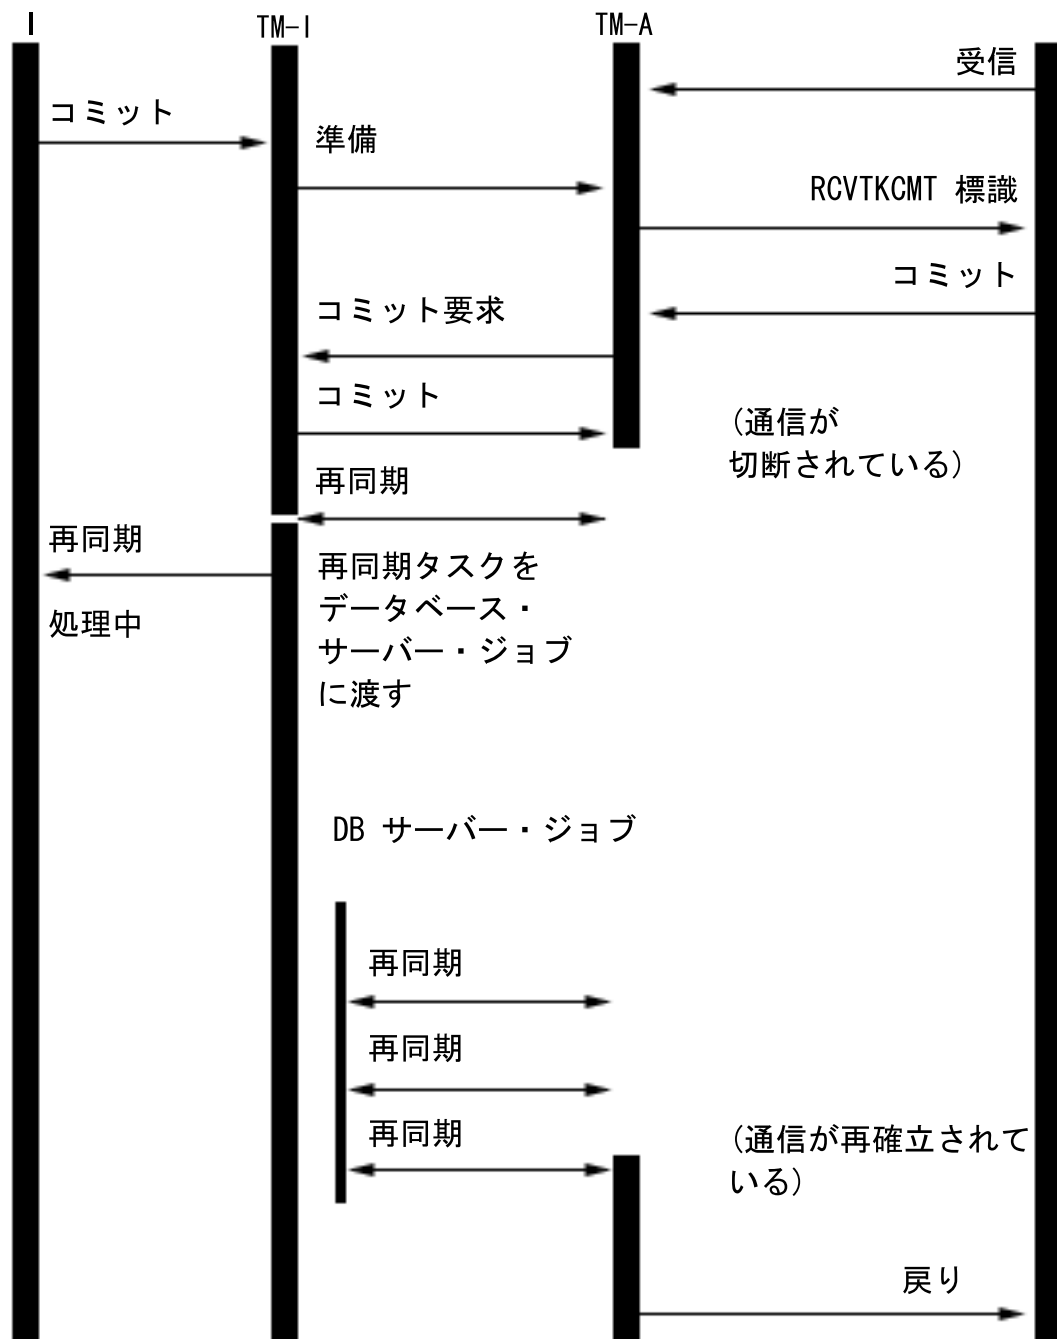 I
TM-I
TM-A
受信
コミット
準備
RCVTKCMT 標識
コミット
コミット要求
コミット
(通信が
切断されている)
再同期
再同期
処理中
再同期タスクを
データベース・
サーバー・ジョブ
に渡す
DB サーバー・ジョブ
再同期
再同期
再同期
(通信が再確立されて
いる)
戻り